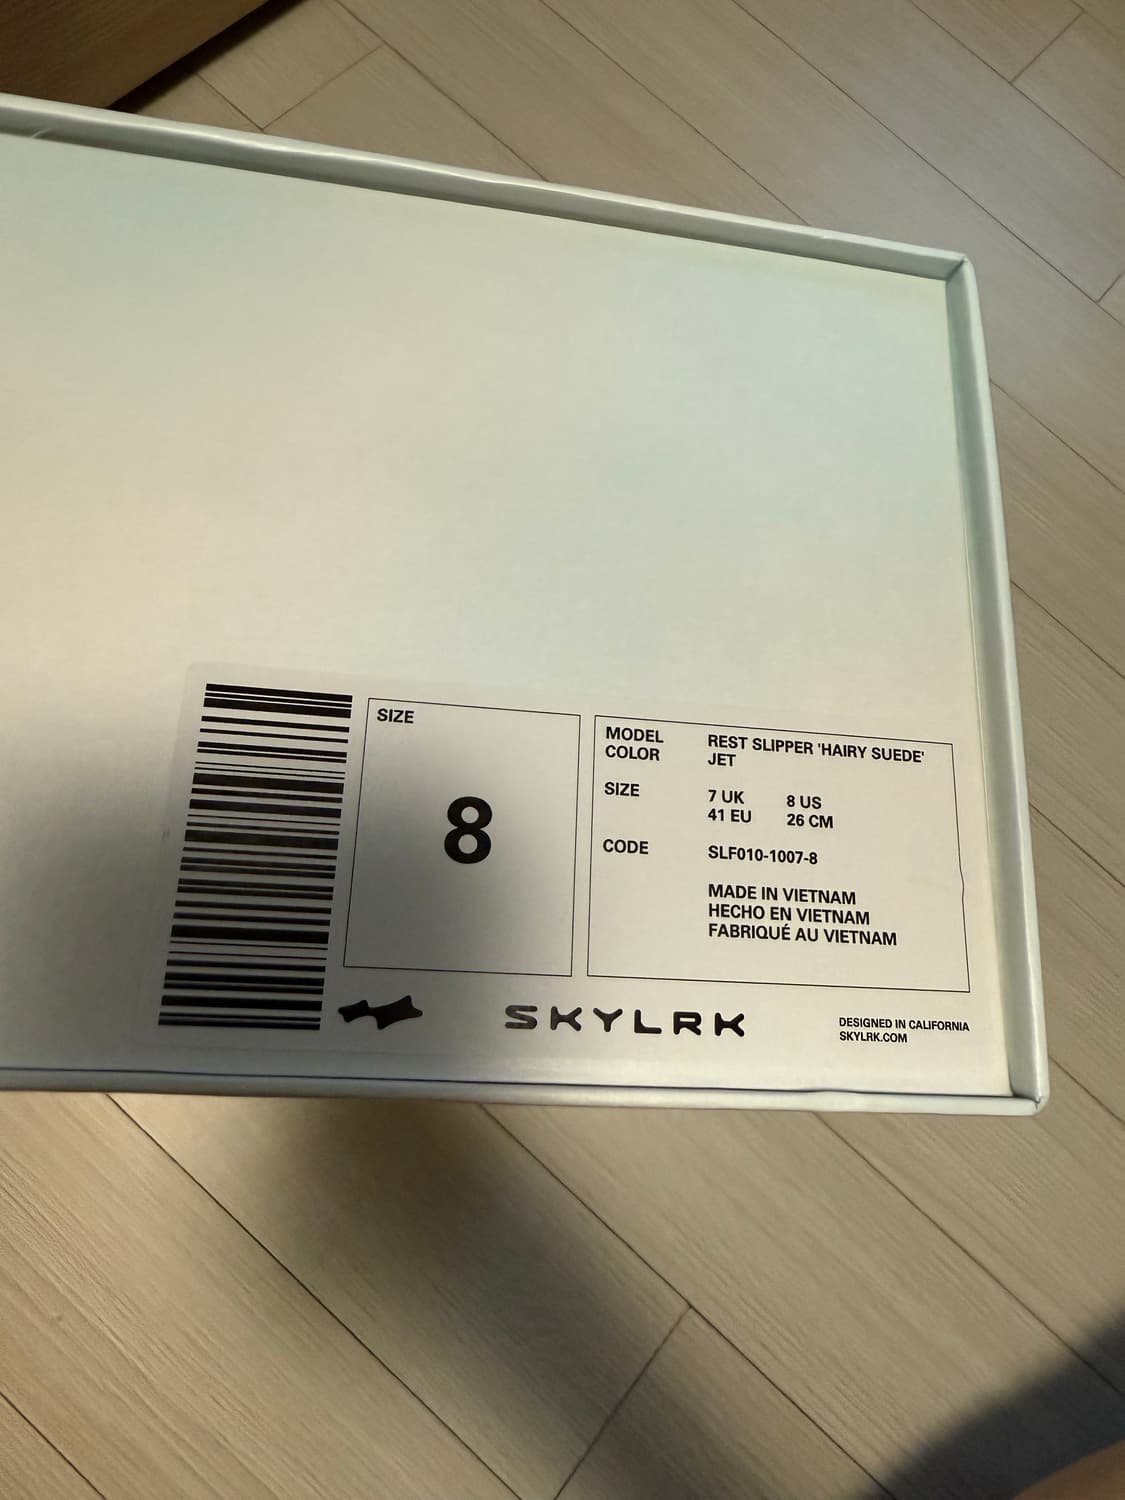 SIZE
8
MODEL REST SLIPPER 'HAIRY SUEDE'
COLOR JET
SIZE 7 UK 8 US
41 EU 26 CM
CODE SLF010-1007-8
MADE IN VIETNAM
HECHO EN VIETNAM
FABRIQUÉ AU VIETNAM
SKYLRK
DESIGNED IN CALIFORNIA
SKYLRK.COM